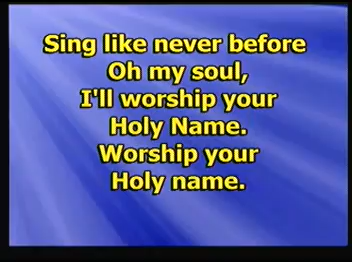 Sing like never before
Oh my soul,
I'll worship your
Holy Name.
Worship your
Holy name.